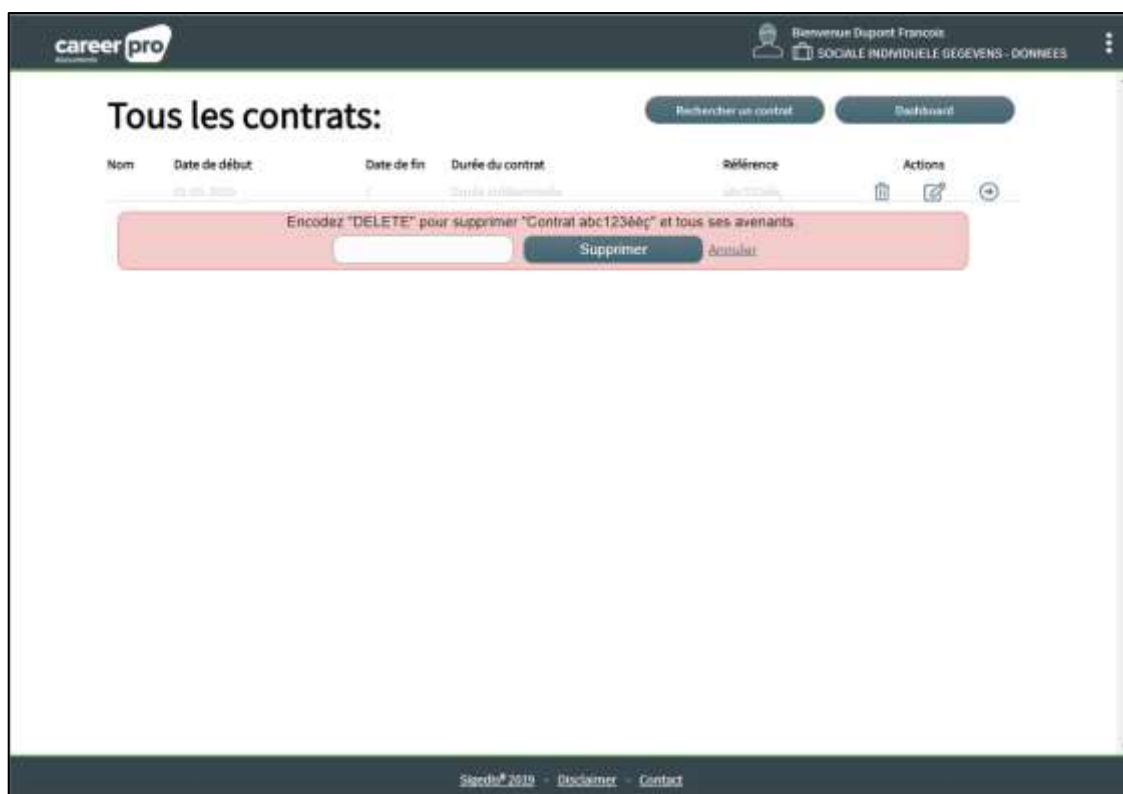 career pro
documents
Bienvenue Dupont Francois
SOCIALE INDIVIDUELE GEGEVENS - DONNEES
Tous les contrats:
Rechercher un contrat
Dashboard
Nom Date de début Date de fin Durée du contrat Référence Actions
Encodez "DELETE" pour supprimer "Contrat abc123èéç" et tous ses avenants
Supprimer Annuler
Sigedis® 2019 - Disclaimer - Contact